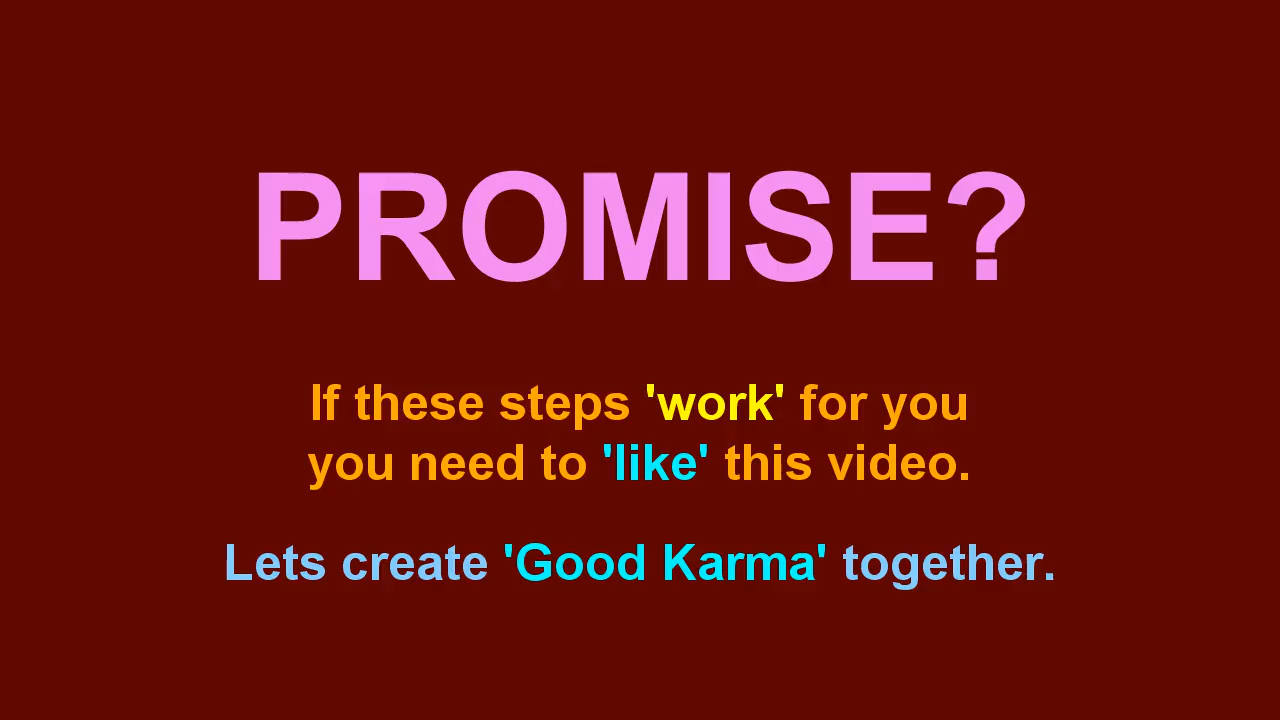 PROMISE?
If these steps 'work' for you
you need to 'like' this video.
Lets create 'Good Karma' together.